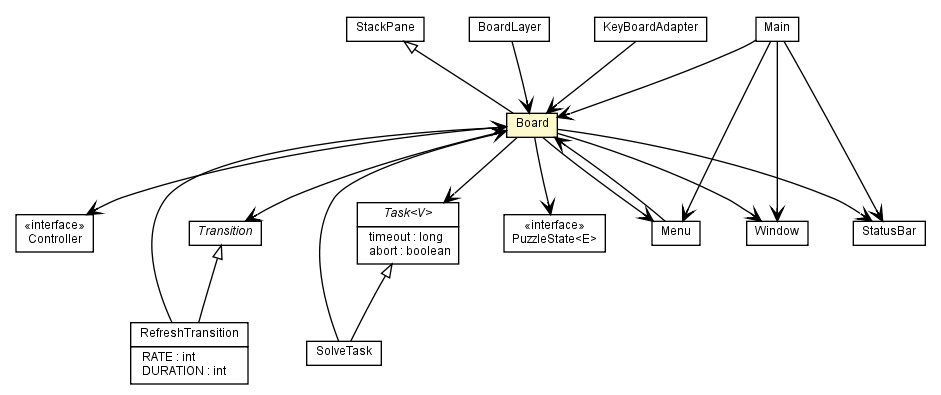 StackPane
BoardLayer
KeyBoardAdapter
Main
Board
«interface»
Controller
Transition
Task<V>
timeout : long
abort : boolean
«interface»
PuzzleState<E>
Menu
Window
StatusBar
RefreshTransition
RATE : int
DURATION : int
SolveTask